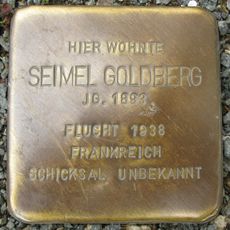 HIER WOHNTE
SEIMEL GOLDBERG
JG. 1893
FLUCHT 1938
FRANKREICH
SCHICKSAL UNBEKANNT